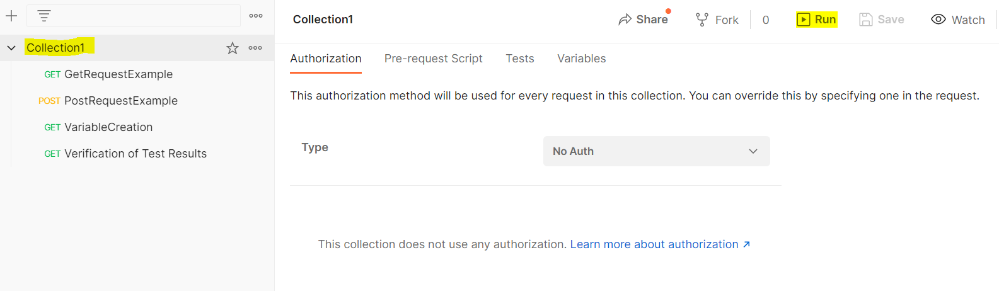 Collection1
GET GetRequestExample
POST PostRequestExample
GET VariableCreation
GET Verification of Test Results
Collection1
Share Fork 0 Run Save Watch
Authorization Pre-request Script Tests Variables
This authorization method will be used for every request in this collection. You can override this by specifying one in the request.
Type No Auth
This collection does not use any authorization. Learn more about authorization ↗